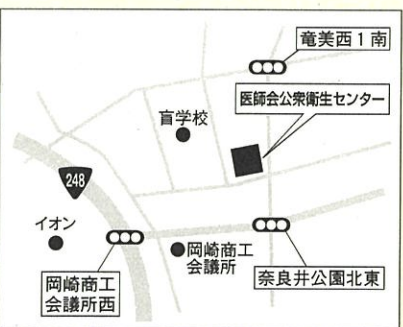 竜美西1南
医師会公衆衛生センター
盲学校
248
イオン
岡崎商工
会議所
岡崎商工
会議所西
奈良井公園北東